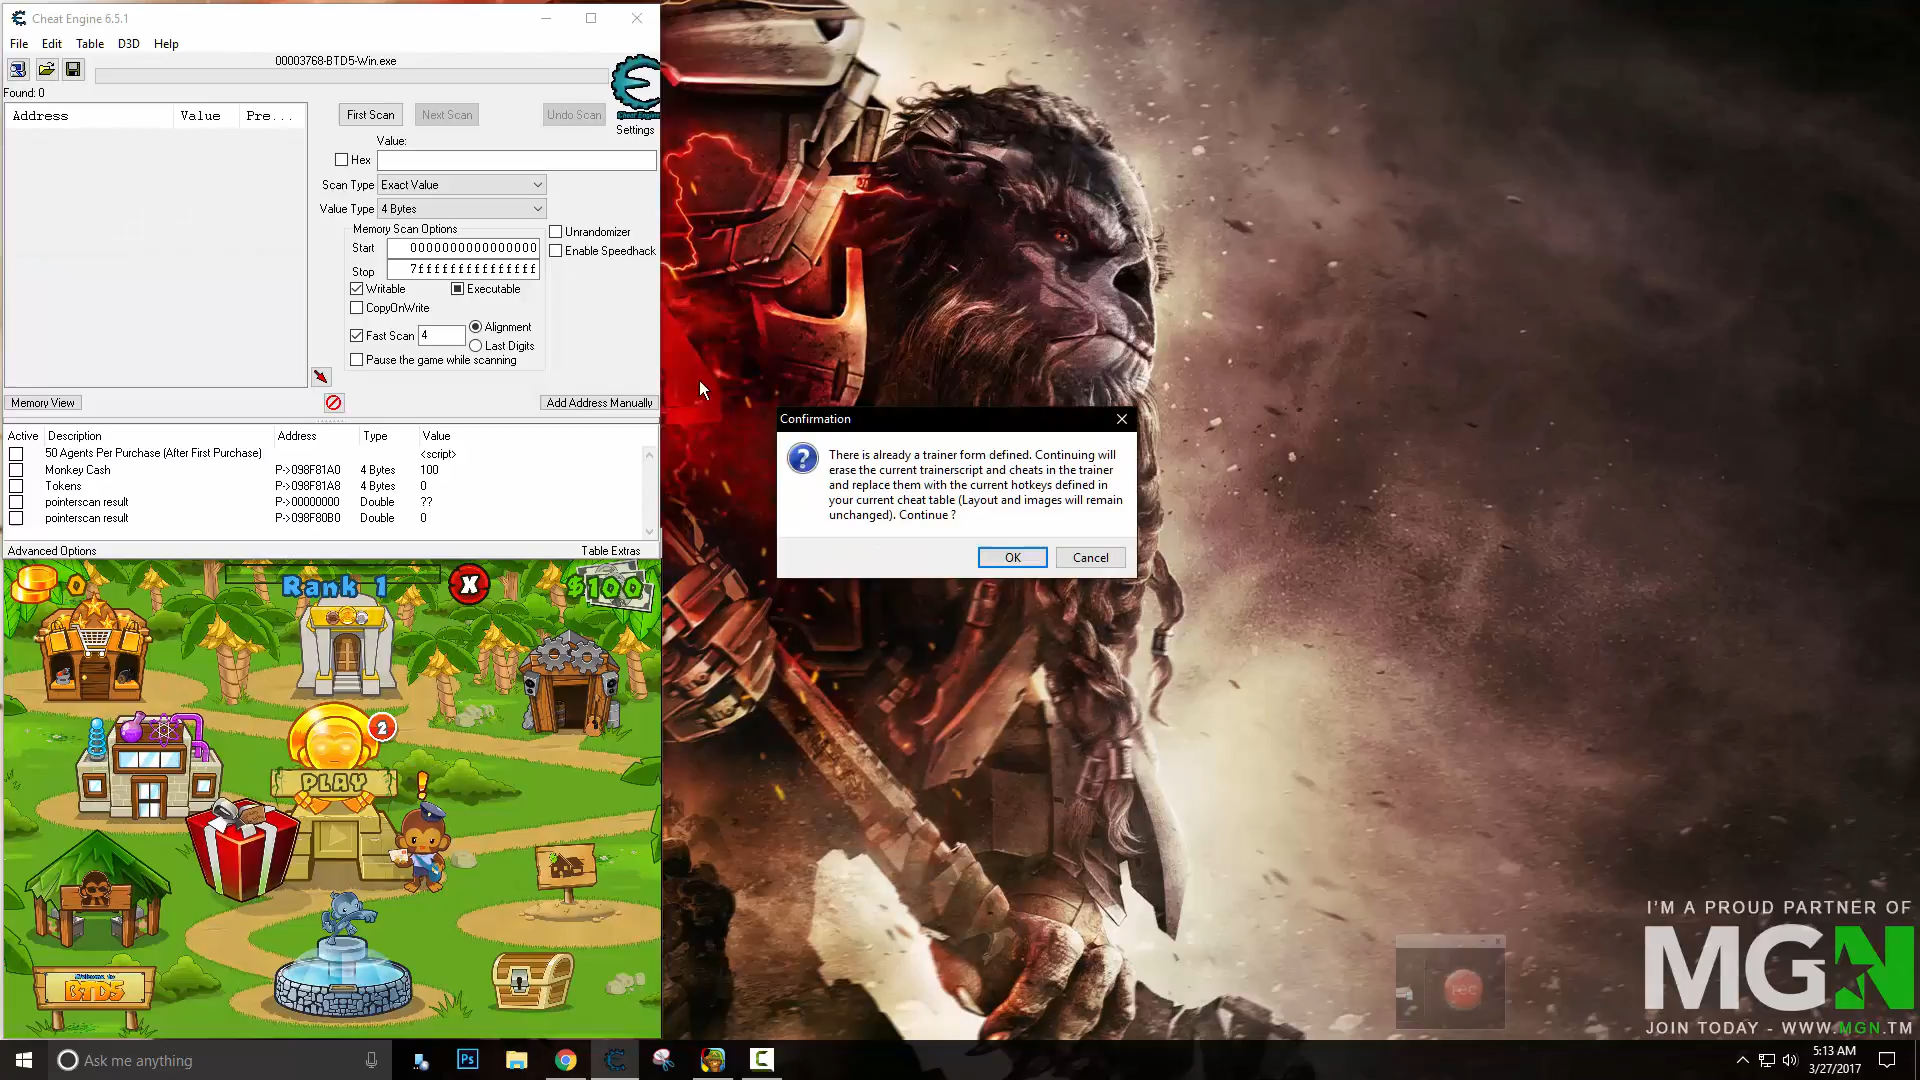 Cheat Engine 6.5.1
File Edit Table D3D Help
00003768-BTD5-Win.exe
Found: 0
Address Value Pre...
First Scan Next Scan Undo Scan
Cheat Engine
Settings
Value:
Hex
Scan Type Exact Value
Value Type 4 Bytes
Memory Scan Options
Unrandomizer
Start 0000000000000000
Enable Speedhack
Stop 7fffffffffffffff
Writable Executable
CopyOnWrite
Fast Scan 4 Alignment
Last Digits
Pause the game while scanning
Memory View Add Address Manually
Active Description Address Type Value
50 Agents Per Purchase (After First Purchase) <script>
Monkey Cash P->098F81A0 4 Bytes 100
Tokens P->098F81A8 4 Bytes 0
pointerscan result P->00000000 Double ??
pointerscan result P->098F80B0 Double 0
Advanced Options Table Extras
Confirmation
There is already a trainer form defined. Continuing will
erase the current trainerscript and cheats in the trainer
and replace them with the current hotkeys defined in
your current cheat table (Layout and images will remain
unchanged). Continue ?
OK Cancel
0 Rank 1 X $100
2
PLAY
!
Welcome to
BTD5
rec
I'M A PROUD PARTNER OF
MGN
JOIN TODAY - WWW.MGN.TM
Ask me anything
Ps
5:13 AM
3/27/2017